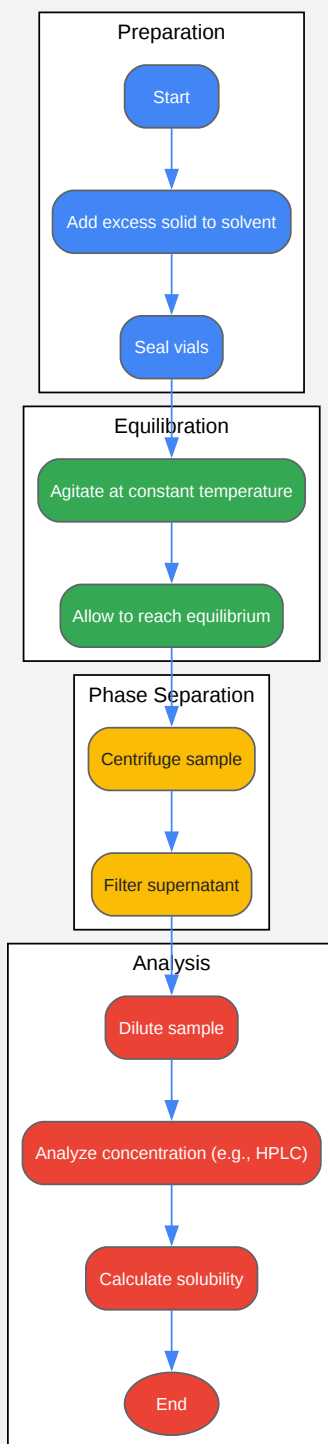 Preparation
Start
Add excess solid to solvent
Seal vials
Equilibration
Agitate at constant temperature
Allow to reach equilibrium
Phase Separation
Centrifuge sample
Filter supernatant
Analysis
Dilute sample
Analyze concentration (e.g., HPLC)
Calculate solubility
End